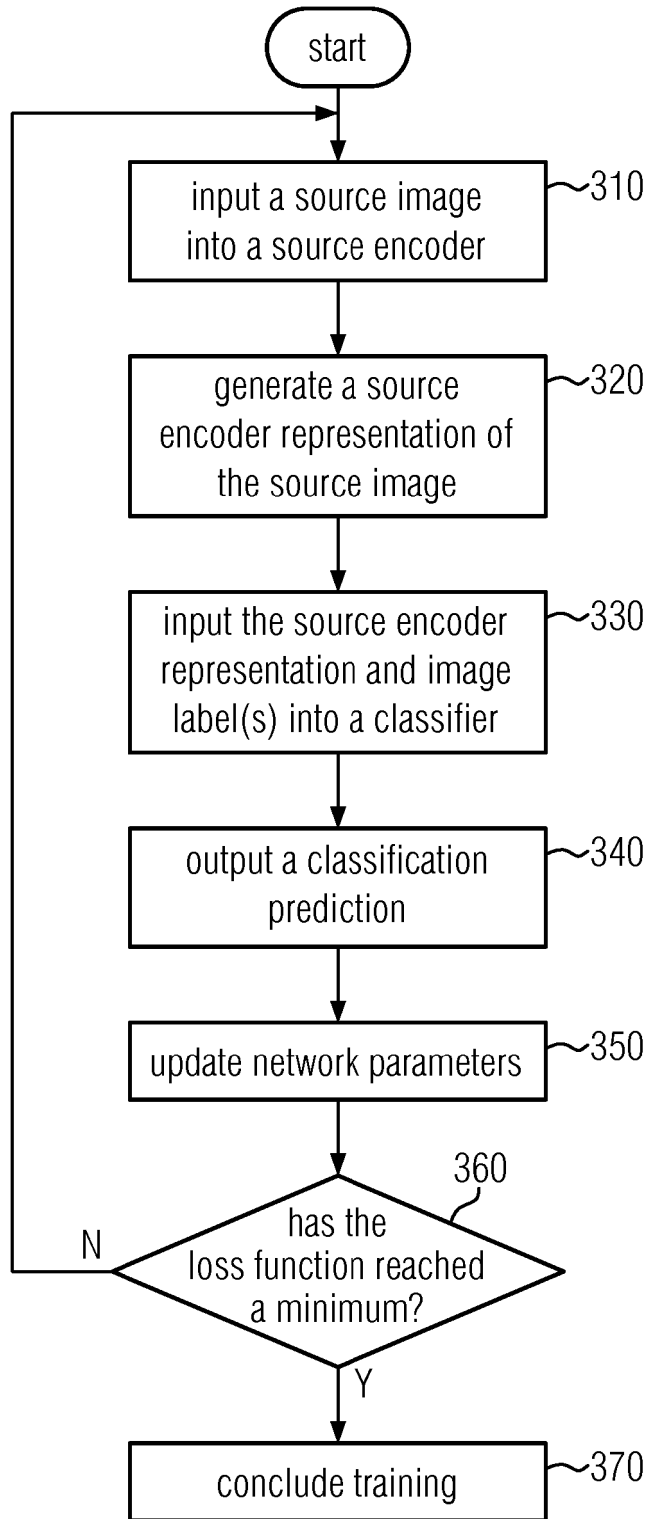 start
input a source image
into a source encoder
310
generate a source
encoder representation of
the source image
320
input the source encoder
representation and image
label(s) into a classifier
330
output a classification
prediction
340
update network parameters
350
360
has the
loss function reached
a minimum?
N
Y
conclude training
370